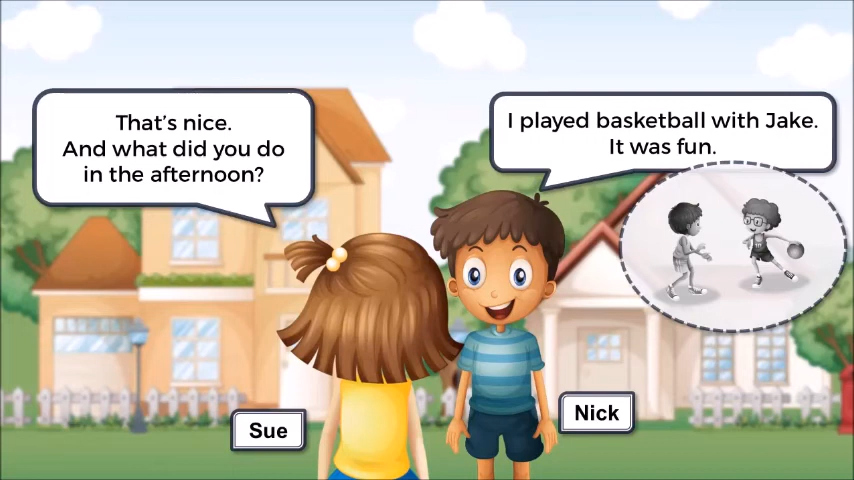 That's nice.
And what did you do
in the afternoon?
I played basketball with Jake.
It was fun.
Sue
Nick